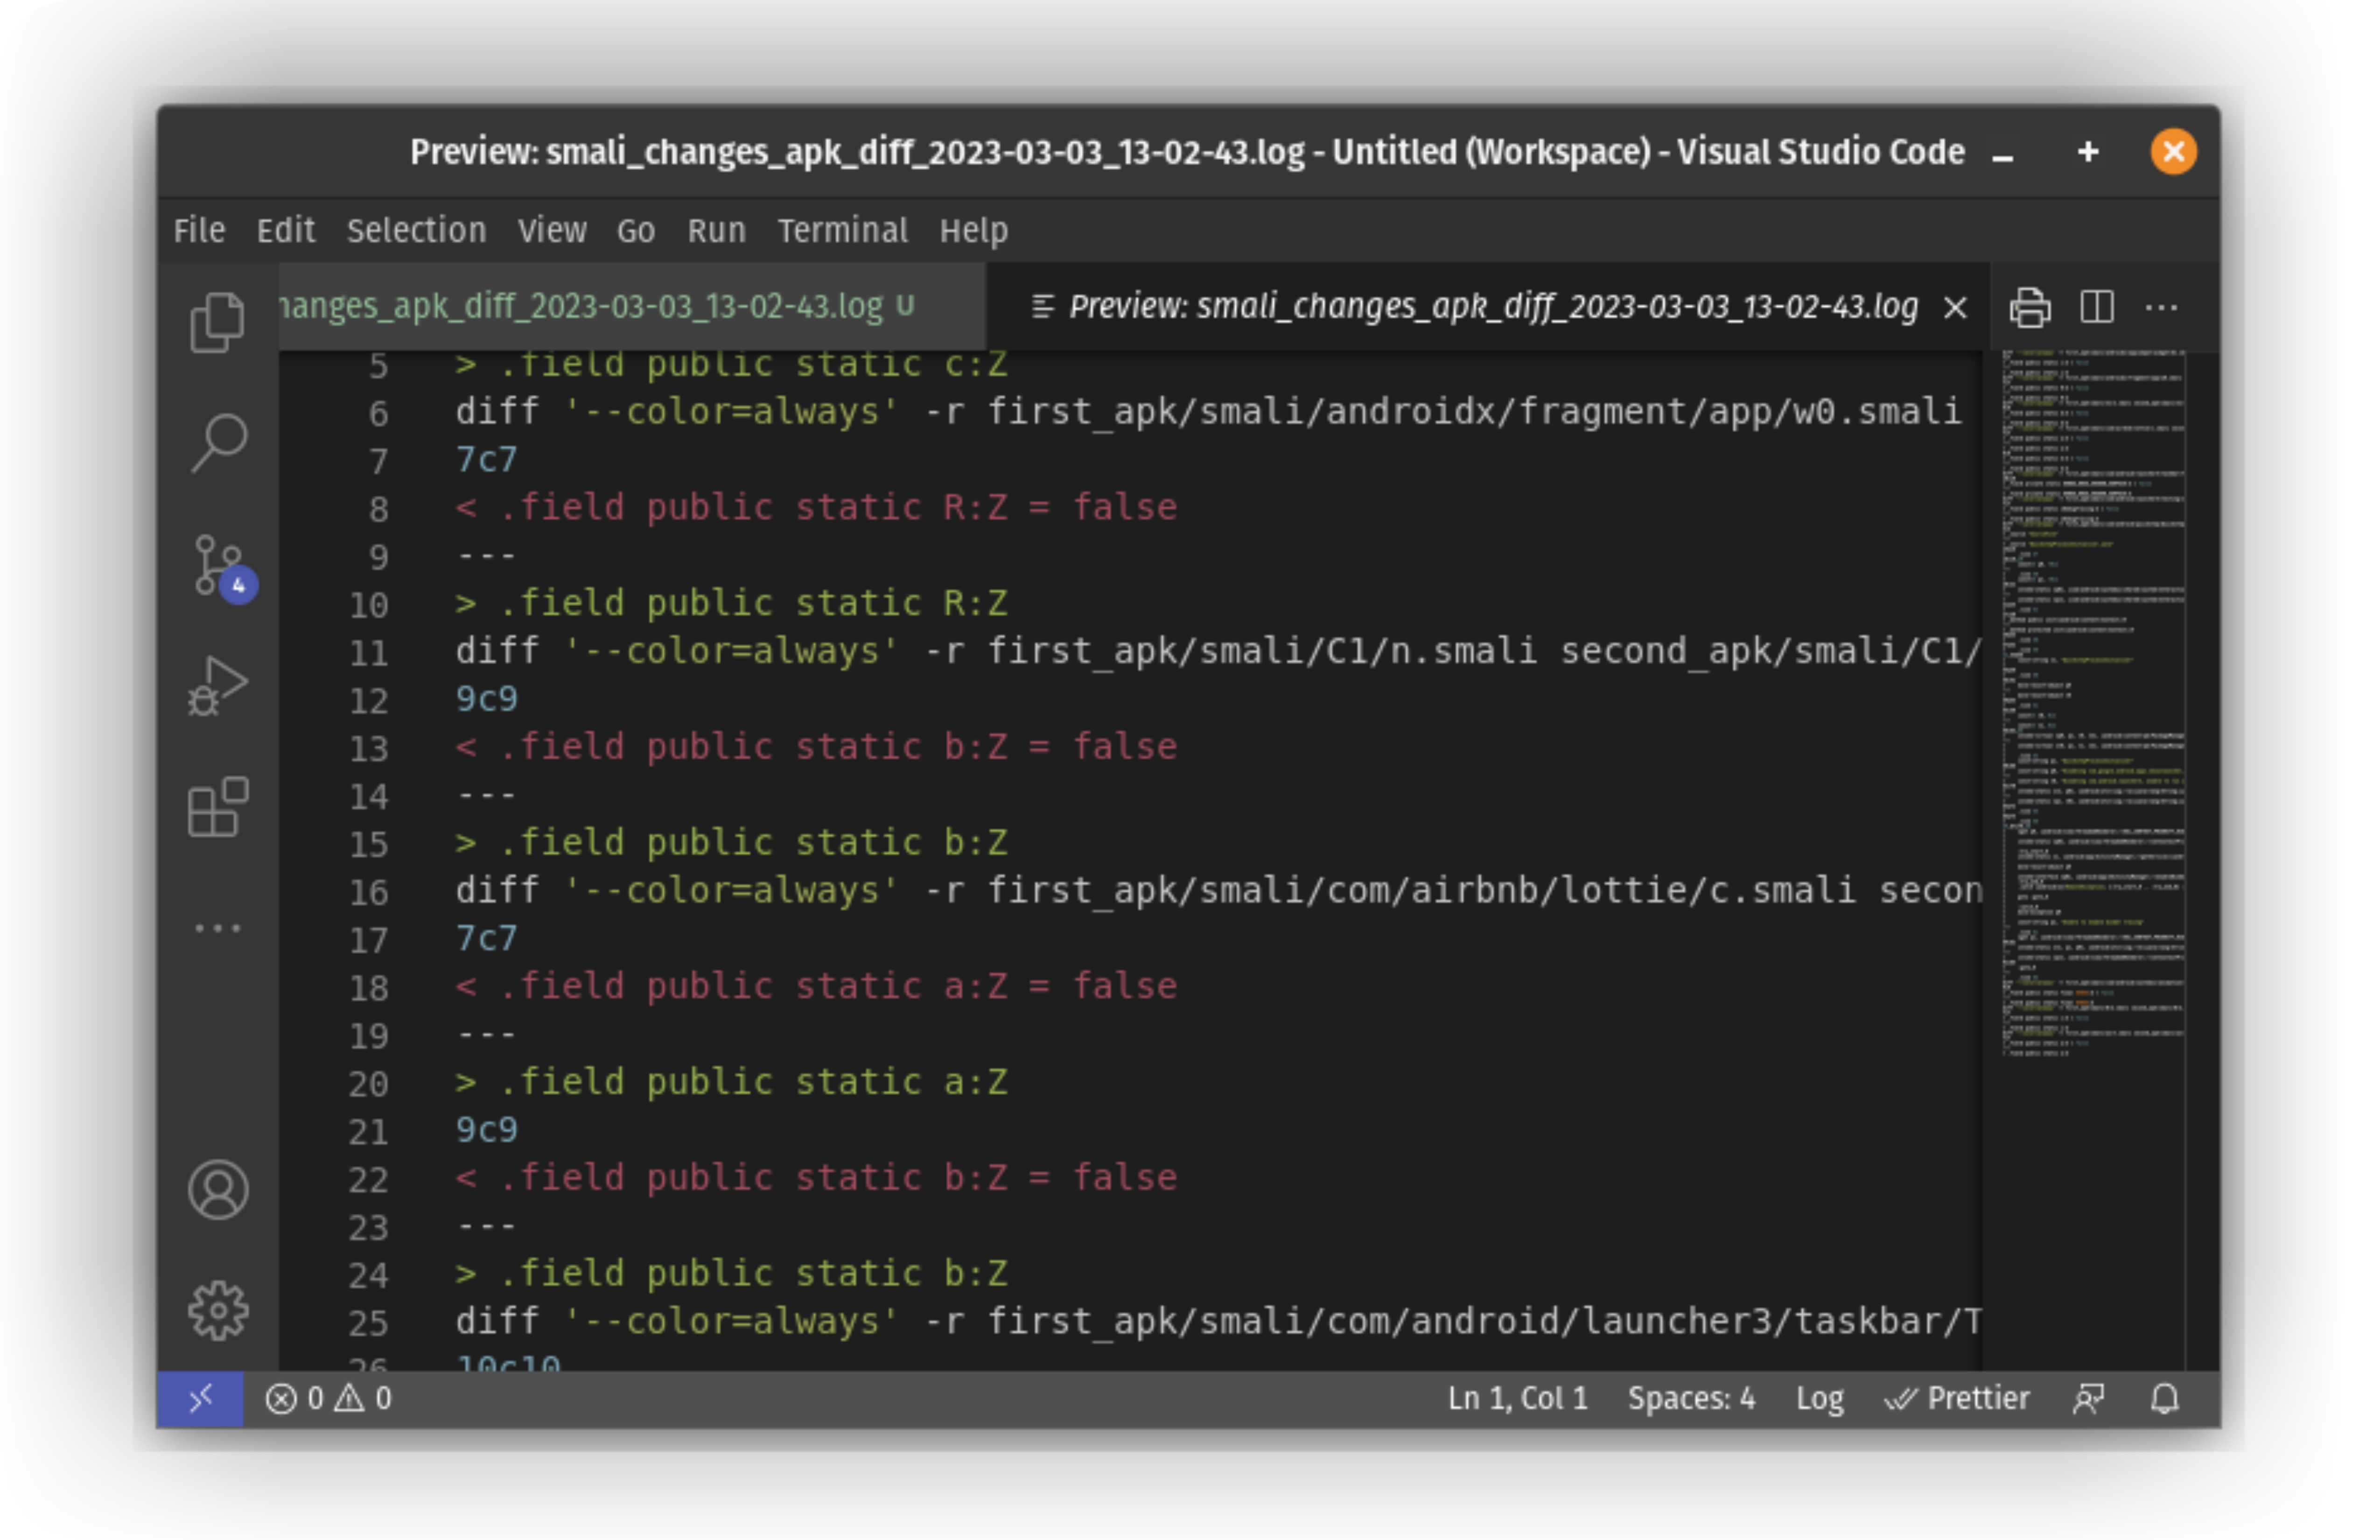 Preview: smali_changes_apk_diff_2023-03-03_13-02-43.log - Untitled (Workspace) - Visual Studio Code
File Edit Selection View Go Run Terminal Help
hanges_apk_diff_2023-03-03_13-02-43.log U
Preview: smali_changes_apk_diff_2023-03-03_13-02-43.log
5 > .field public static c:Z
6 diff '--color=always' -r first_apk/smali/androidx/fragment/app/w0.smali
7 7c7
8 < .field public static R:Z = false
9 ---
10 > .field public static R:Z
11 diff '--color=always' -r first_apk/smali/C1/n.smali second_apk/smali/C1/
12 9c9
13 < .field public static b:Z = false
14 ---
15 > .field public static b:Z
16 diff '--color=always' -r first_apk/smali/com/airbnb/lottie/c.smali secon
17 7c7
18 < .field public static a:Z = false
19 ---
20 > .field public static a:Z
21 9c9
22 < .field public static b:Z = false
23 ---
24 > .field public static b:Z
25 diff '--color=always' -r first_apk/smali/com/android/launcher3/taskbar/T
26 10c10
4
0 0 Ln 1, Col 1 Spaces: 4 Log Prettier